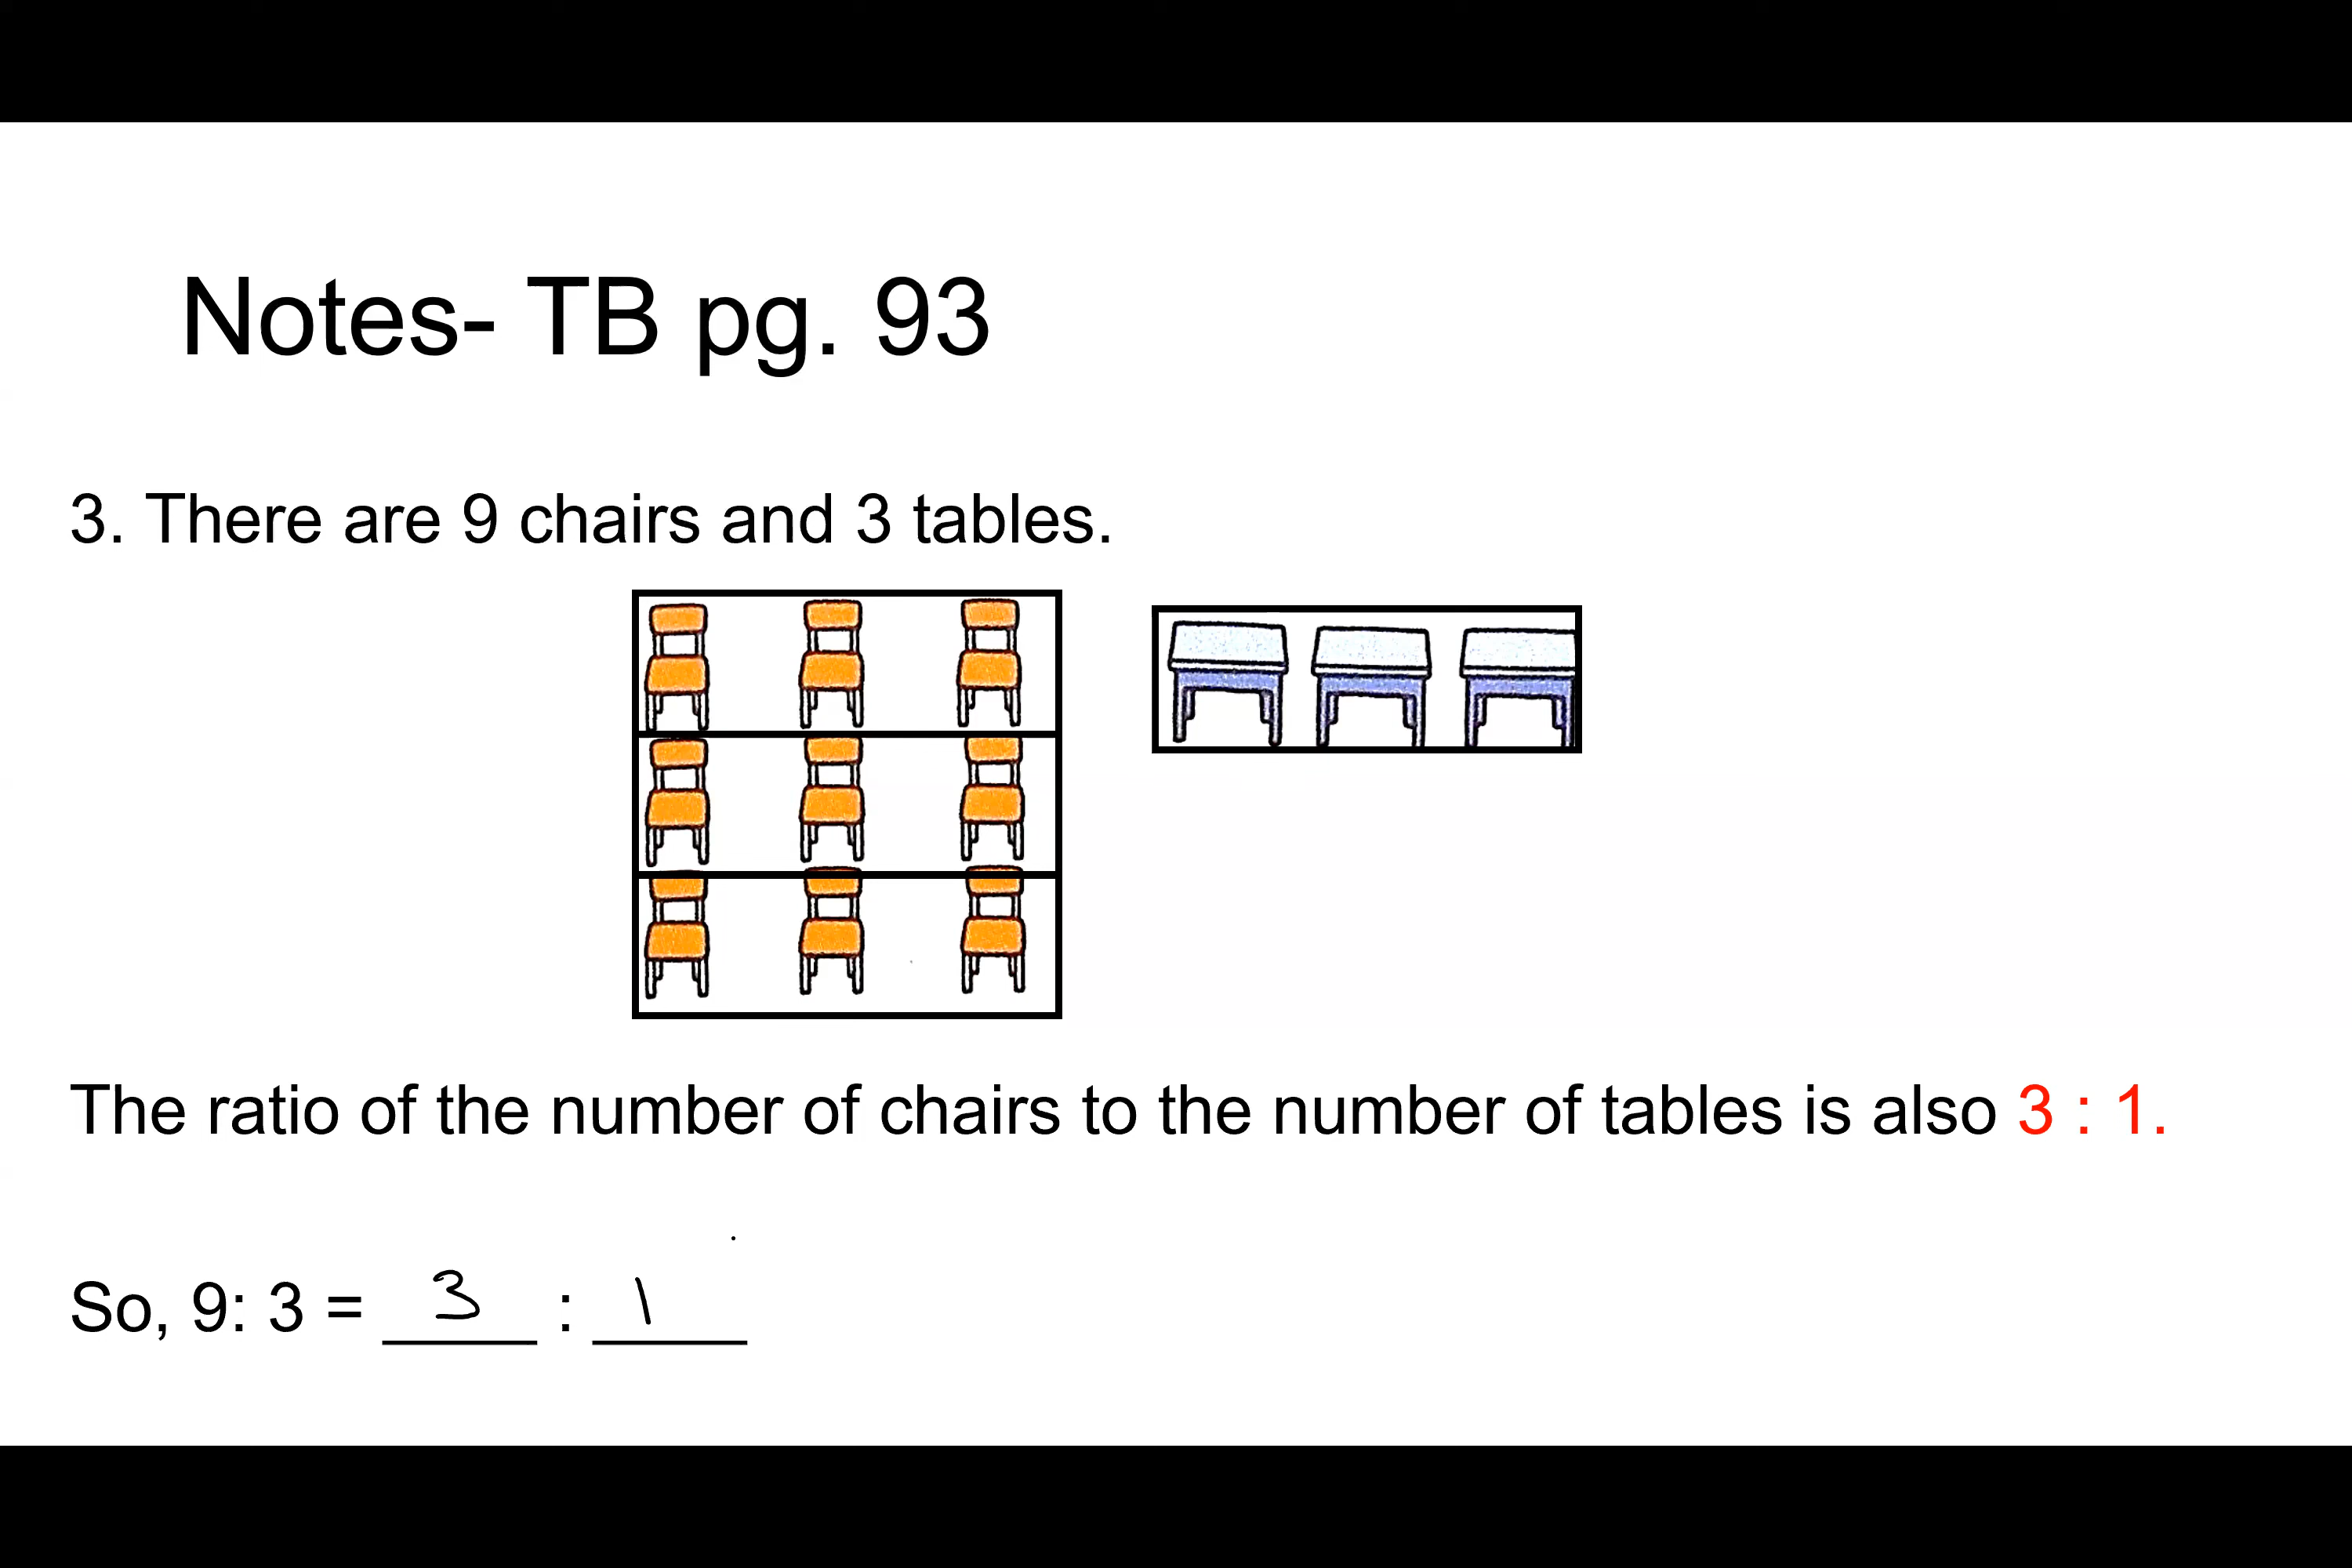 Notes- TB pg. 93
3. There are 9 chairs and 3 tables.
The ratio of the number of chairs to the number of tables is also 3 : 1.
So, 9: 3 = 3 : 1